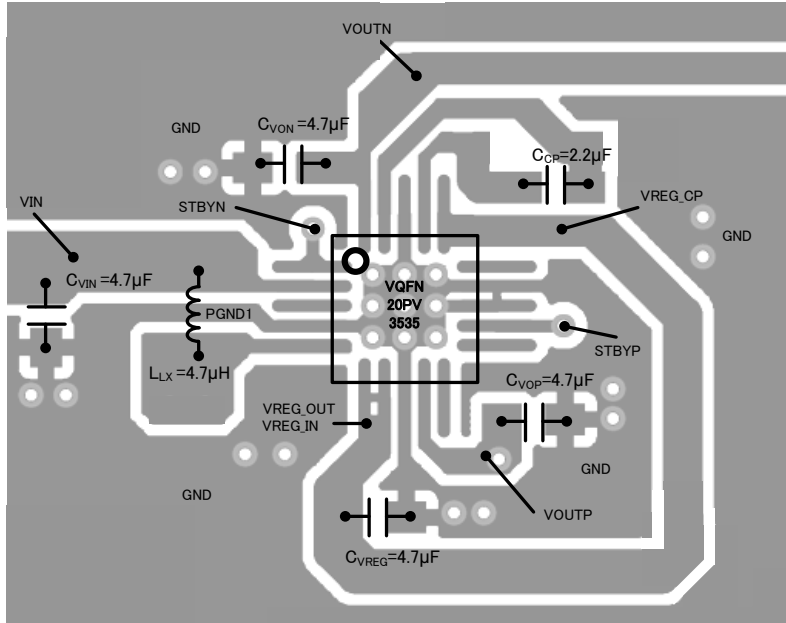 VOUTN
GND
CVON =4.7µF
CCP=2.2µF
VIN
STBYN
VREG_CP
GND
CVIN =4.7µF
VQFN
20PV
3535
PGND1
STBYP
LLX =4.7µH
CVOP=4.7µF
VREG_OUT
VREG_IN
GND
GND
VOUTP
CVREG=4.7µF